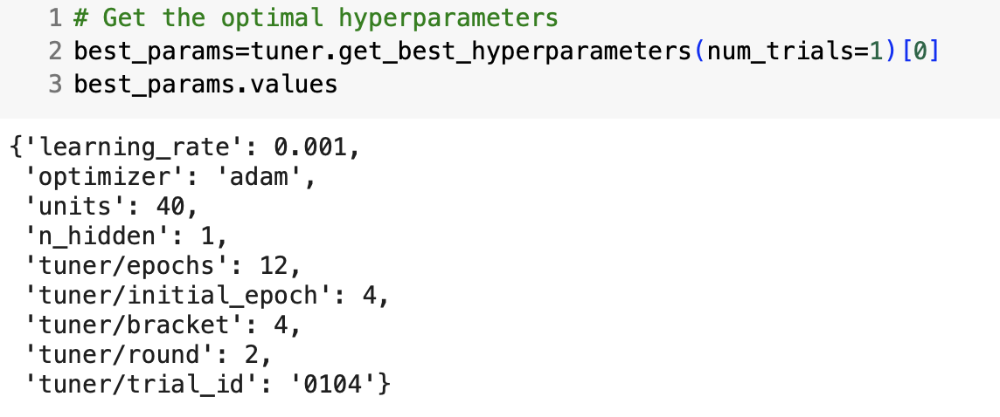 1 # Get the optimal hyperparameters
2 best_params=tuner.get_best_hyperparameters(num_trials=1)[0]
3 best_params.values
{'learning_rate': 0.001,
 'optimizer': 'adam',
 'units': 40,
 'n_hidden': 1,
 'tuner/epochs': 12,
 'tuner/initial_epoch': 4,
 'tuner/bracket': 4,
 'tuner/round': 2,
 'tuner/trial_id': '0104'}